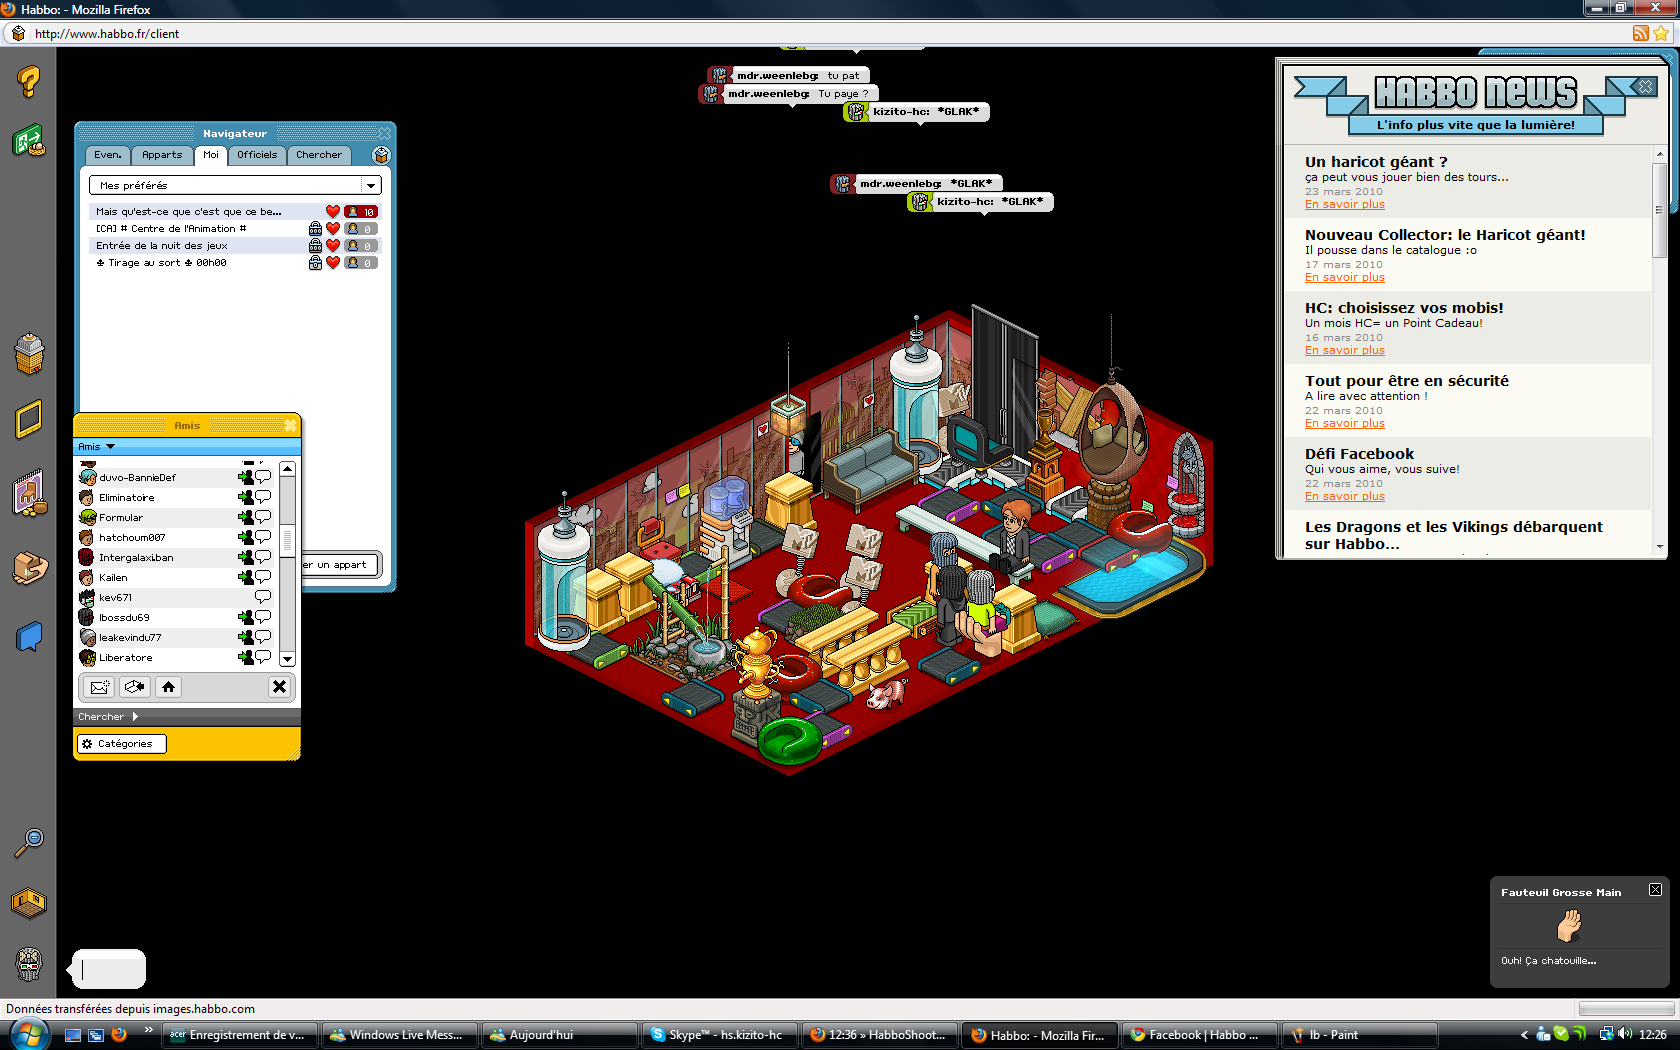 Habbo: - Mozilla Firefox
http://www.habbo.fr/client
mdr.weenlebg: tu pat
mdr.weenlebg: Tu paye ?
kizito-hc: *GLAK*
mdr.weenlebg: *GLAK*
kizito-hc: *GLAK*
Navigateur
Even. Apparts Moi Officiels Chercher
Mes préférés
Mais qu'est-ce que c'est que ce be... 10
[CA] # Centre de l'Animation # 0
Entrée de la nuit des jeux 0
♣ Tirage au sort ♣ 00h00 0
er un appart
Amis
Amis
duvo-BannieDef
Eliminatoire
Formular
hatchoum007
Intergalaxi.ban
Kailen
kev671
lbossdu69
leakevindu77
Liberatore
Chercher
Catégories
HABBO NEWS
L'info plus vite que la lumière!
Un haricot géant ?
ça peut vous jouer bien des tours...
23 mars 2010
En savoir plus
Nouveau Collector: le Haricot géant!
Il pousse dans le catalogue :o
17 mars 2010
En savoir plus
HC: choisissez vos mobis!
Un mois HC= un Point Cadeau!
16 mars 2010
En savoir plus
Tout pour être en sécurité
A lire avec attention !
22 mars 2010
En savoir plus
Défi Facebook
Qui vous aime, vous suive!
22 mars 2010
En savoir plus
Les Dragons et les Vikings débarquent
sur Habbo...
Fauteuil Grosse Main
Ouh! Ça chatouille...
Données transférées depuis images.habbo.com
acer Enregistrement de v... Windows Live Mess... Aujourd'hui Skype™ - hs.kizito-hc 12:36 » HabboShoot... Habbo: - Mozilla Fir... Facebook | Habbo ... lb - Paint 12:26